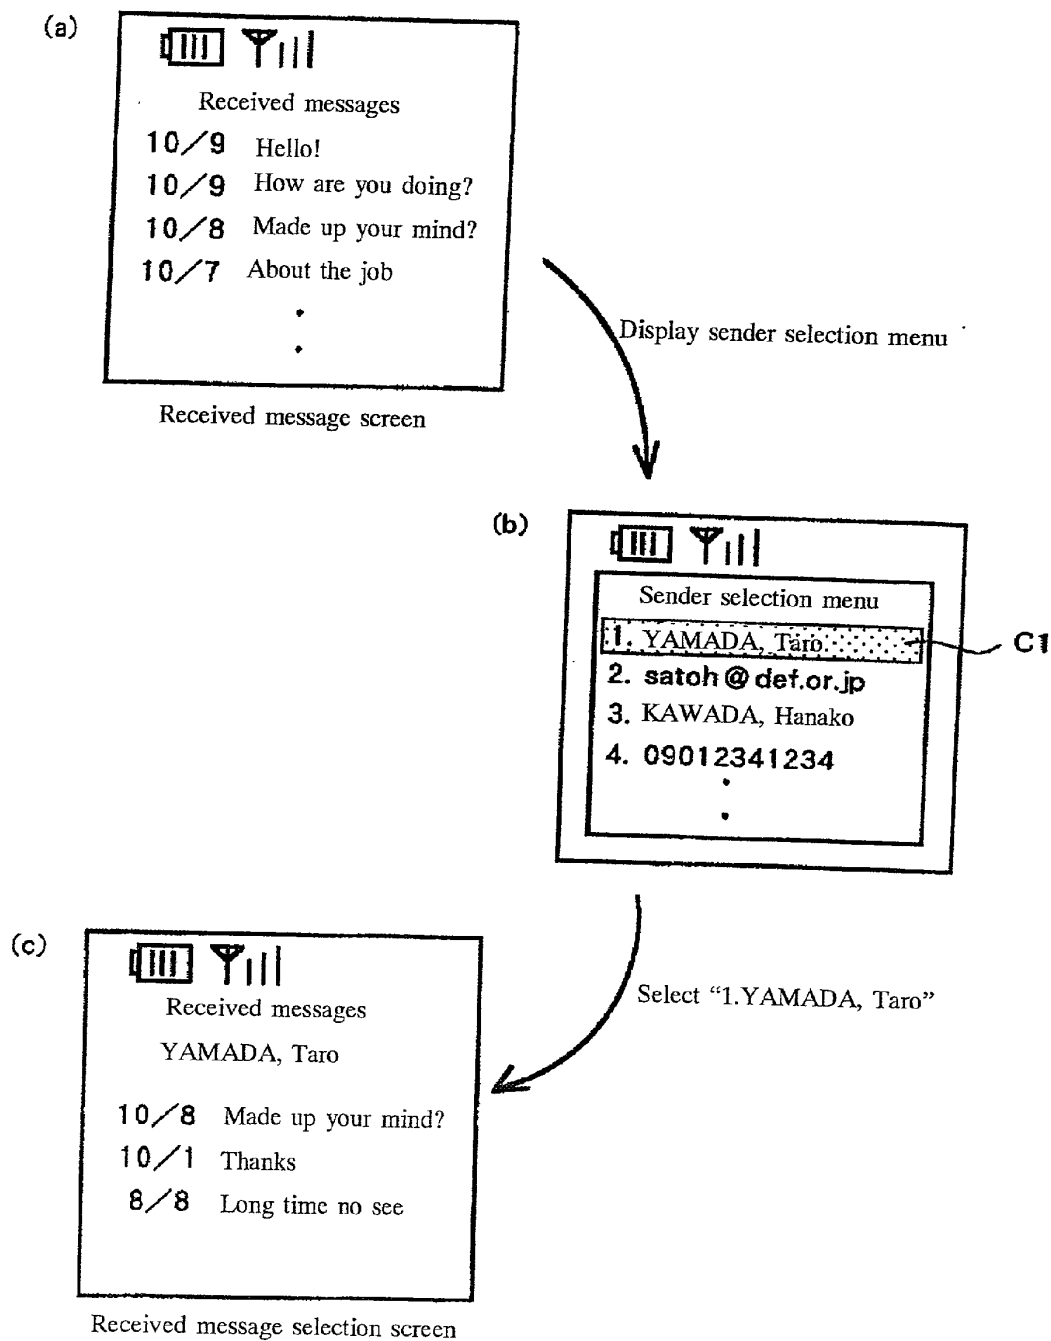 (a)
Received messages
10/9 Hello!
10/9 How are you doing?
10/8 Made up your mind?
10/7 About the job
Received message screen
Display sender selection menu
(b)
Sender selection menu
1. YAMADA, Taro
C1
2. satoh@def.or.jp
3. KAWADA, Hanako
4. 09012341234
Select “1.YAMADA, Taro”
(c)
Received messages
YAMADA, Taro
10/8 Made up your mind?
10/1 Thanks
8/8 Long time no see
Received message selection screen